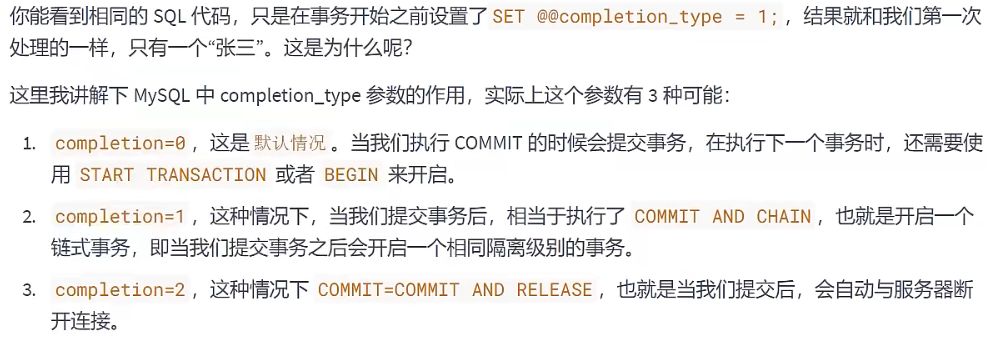 你能看到相同的 SQL 代码，只是在事务开始之前设置了 SET @@completion_type = 1;，结果就和我们第一次
处理的一样，只有一个“张三”。这是为什么呢？
这里我讲解下 MySQL 中 completion_type 参数的作用，实际上这个参数有 3 种可能：
1. completion=0，这是 默认情况。当我们执行 COMMIT 的时候会提交事务，在执行下一个事务时，还需要使
用 START TRANSACTION 或者 BEGIN 来开启。
2. completion=1，这种情况下，当我们提交事务后，相当于执行了 COMMIT AND CHAIN，也就是开启一个
链式事务，即当我们提交事务之后会开启一个相同隔离级别的事务。
3. completion=2，这种情况下 COMMIT=COMMIT AND RELEASE，也就是当我们提交后，会自动与服务器断
开连接。